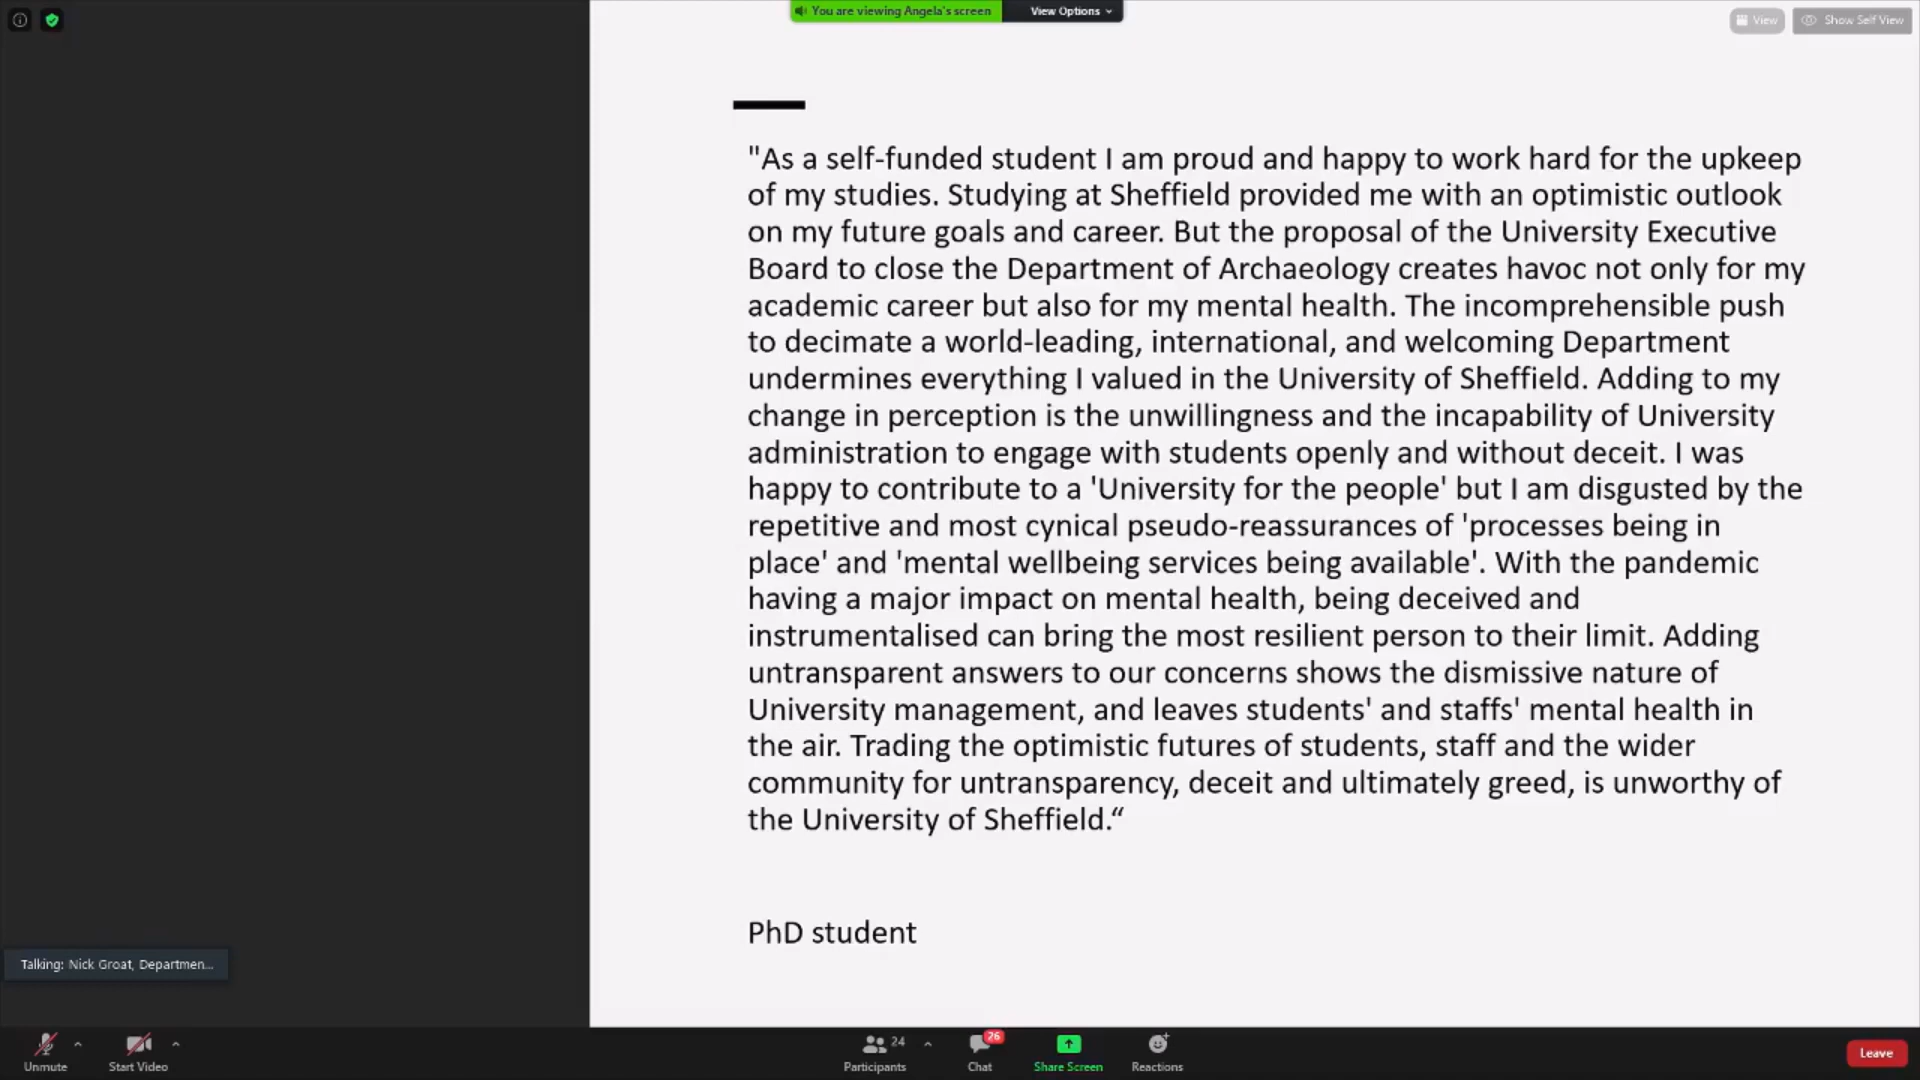 You are viewing Angela's screen
View Options
View
Show Self View
"As a self-funded student I am proud and happy to work hard for the upkeep
of my studies. Studying at Sheffield provided me with an optimistic outlook
on my future goals and career. But the proposal of the University Executive
Board to close the Department of Archaeology creates havoc not only for my
academic career but also for my mental health. The incomprehensible push
to decimate a world-leading, international, and welcoming Department
undermines everything I valued in the University of Sheffield. Adding to my
change in perception is the unwillingness and the incapability of University
administration to engage with students openly and without deceit. I was
happy to contribute to a 'University for the people' but I am disgusted by the
repetitive and most cynical pseudo-reassurances of 'processes being in
place' and 'mental wellbeing services being available'. With the pandemic
having a major impact on mental health, being deceived and
instrumentalised can bring the most resilient person to their limit. Adding
untransparent answers to our concerns shows the dismissive nature of
University management, and leaves students' and staffs' mental health in
the air. Trading the optimistic futures of students, staff and the wider
community for untransparency, deceit and ultimately greed, is unworthy of
the University of Sheffield.“
PhD student
Talking: Nick Groat, Departmen...
Unmute
Start Video
24
Participants
26
Chat
Share Screen
Reactions
Leave